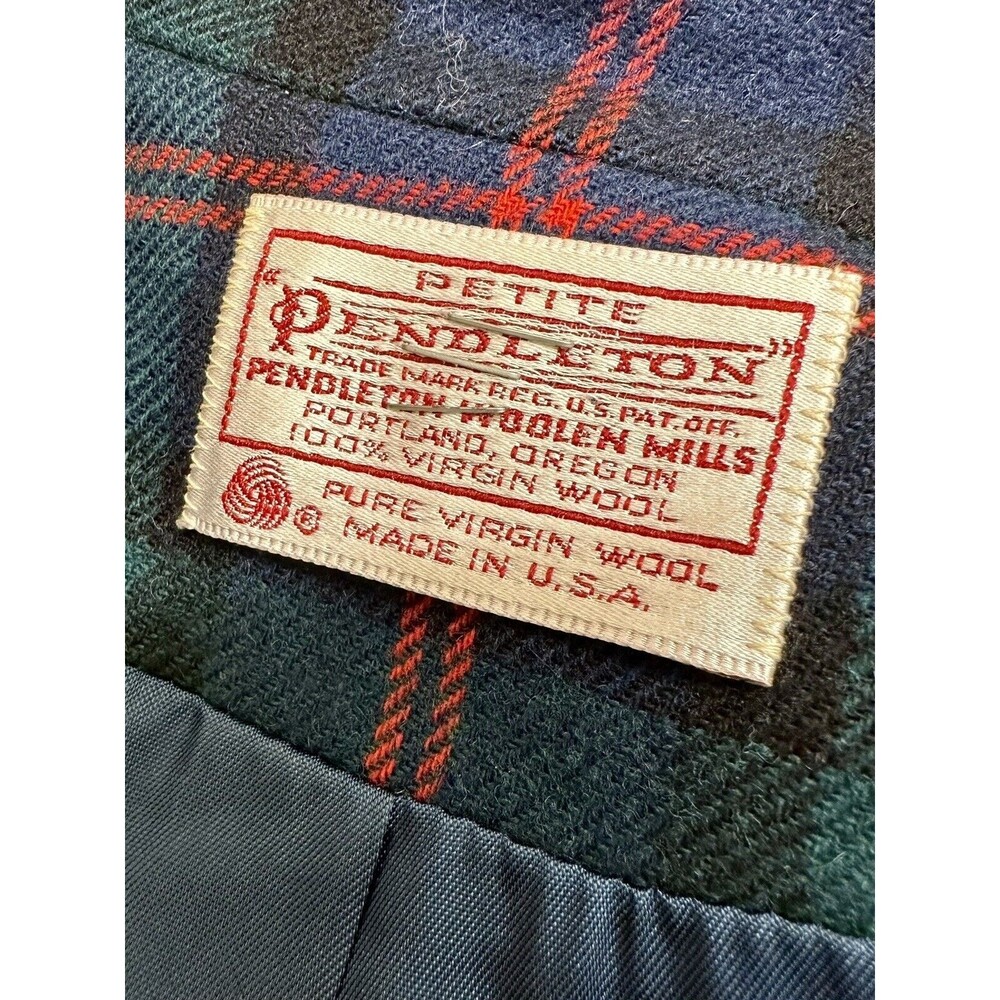 PETITE
"PENDLETON"
TRADE MARK REG. U.S. PAT. OFF.
PENDLETON WOOLEN MILLS
PORTLAND, OREGON
100% VIRGIN WOOL
PURE VIRGIN WOOL
® MADE IN U.S.A.